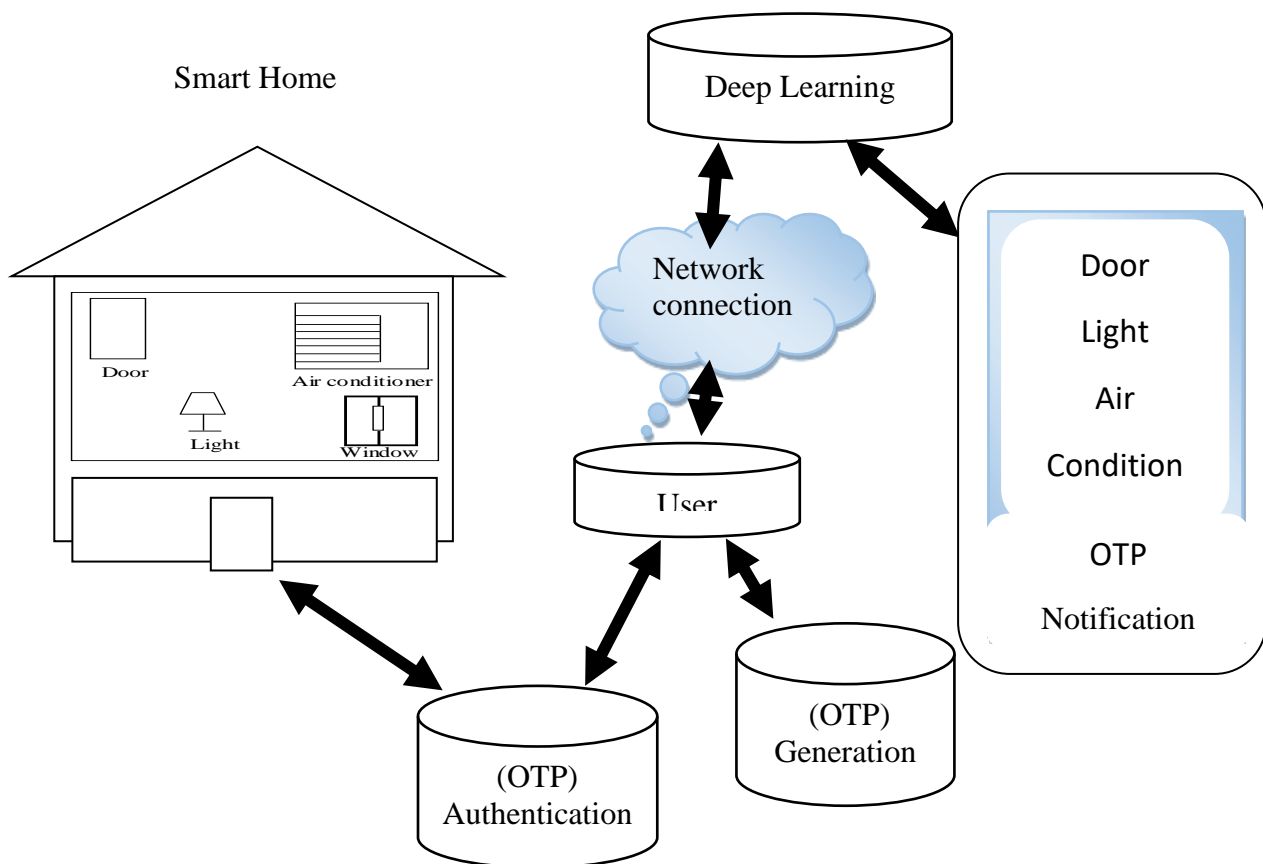 Smart Home
Door
Air conditioner
Light
Window
Deep Learning
Network
connection
User
(OTP)
Authentication
(OTP)
Generation
Door
Light
Air
Condition
OTP
Notification